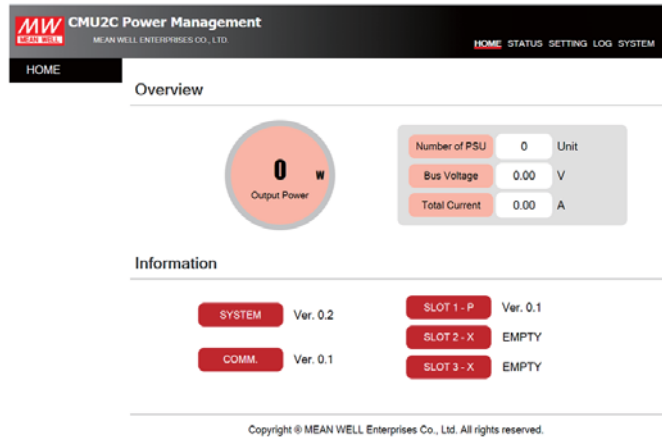 MW
MEAN WELL
CMU2C Power Management
MEAN WELL ENTERPRISES CO., LTD.
HOME STATUS SETTING LOG SYSTEM
HOME
Overview
0 W
Output Power
Number of PSU 0 Unit
Bus Voltage 0.00 V
Total Current 0.00 A
Information
SYSTEM Ver. 0.2
COMM. Ver. 0.1
SLOT 1 - P Ver. 0.1
SLOT 2 - X EMPTY
SLOT 3 - X EMPTY
Copyright ® MEAN WELL Enterprises Co., Ltd. All rights reserved.